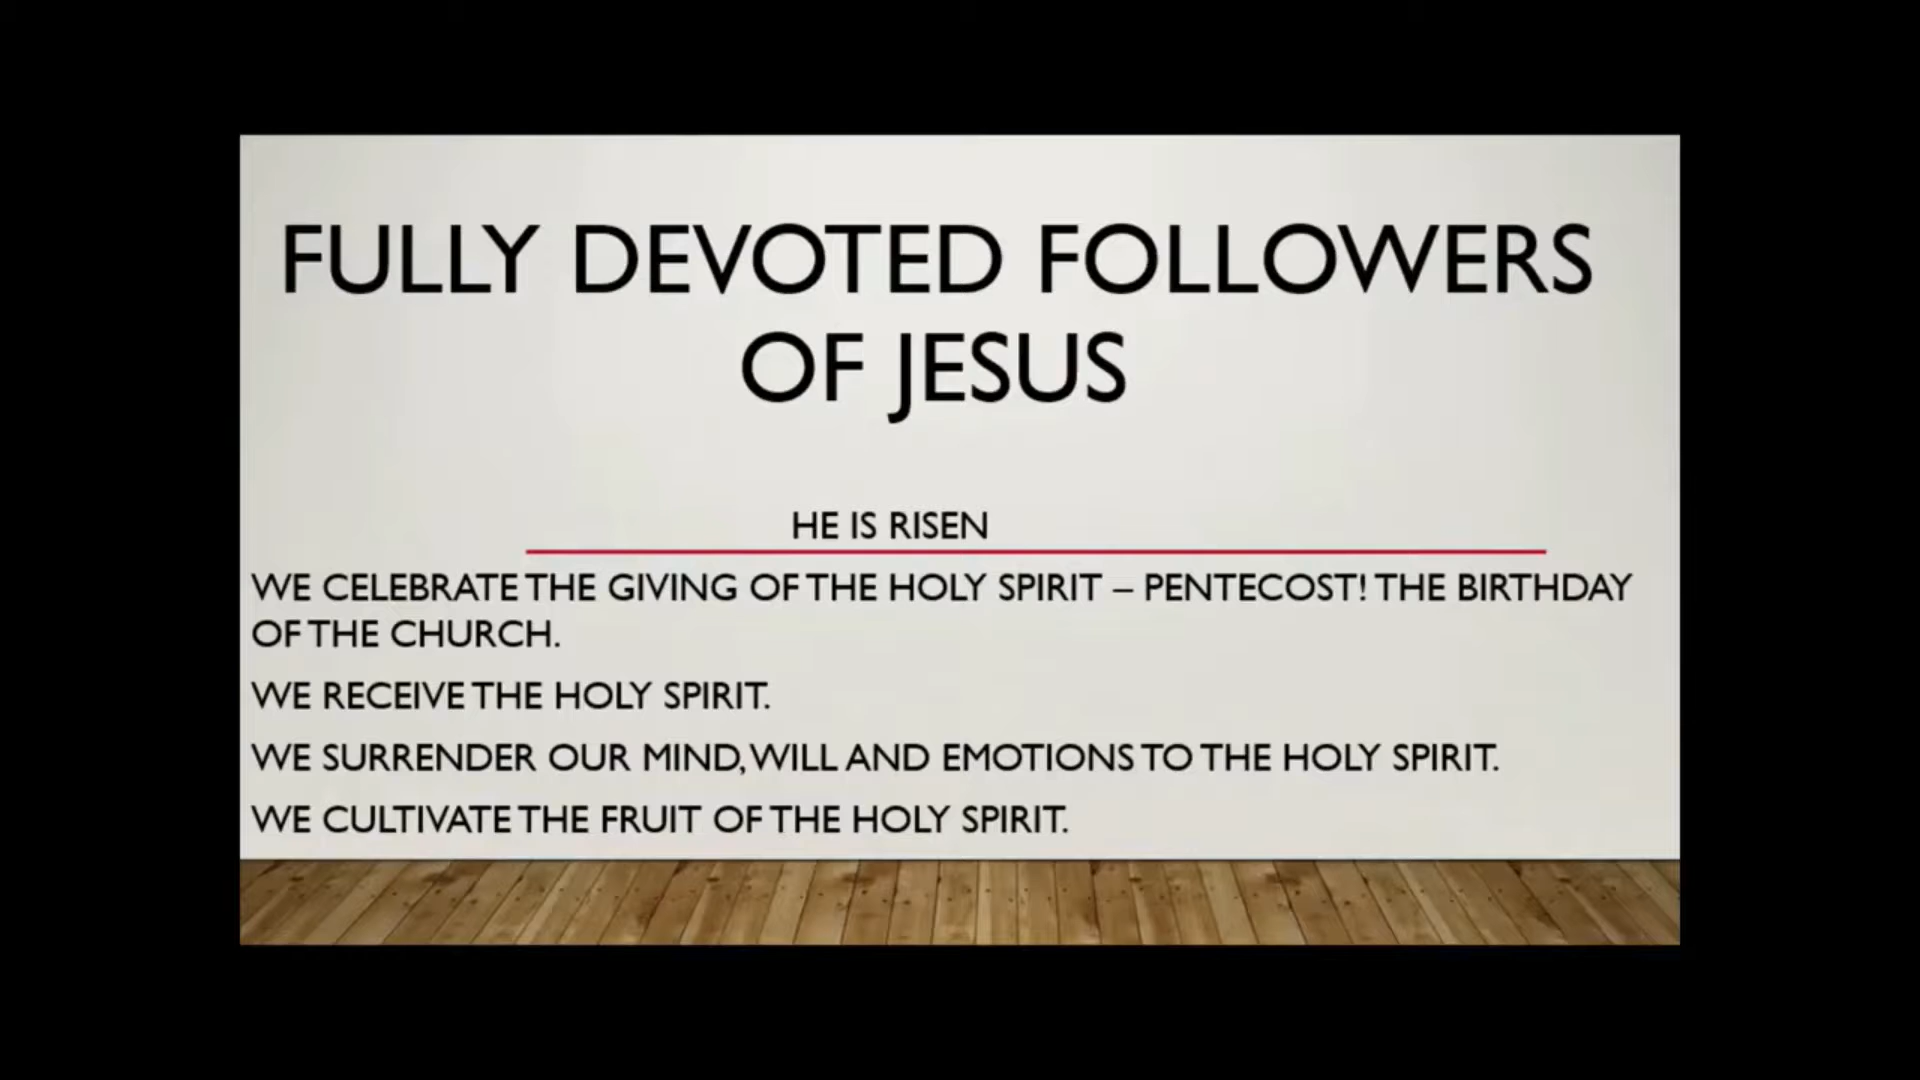 FULLY DEVOTED FOLLOWERS
OF JESUS
HE IS RISEN
WE CELEBRATE THE GIVING OF THE HOLY SPIRIT – PENTECOST! THE BIRTHDAY
OF THE CHURCH.
WE RECEIVE THE HOLY SPIRIT.
WE SURRENDER OUR MIND, WILL AND EMOTIONS TO THE HOLY SPIRIT.
WE CULTIVATE THE FRUIT OF THE HOLY SPIRIT.